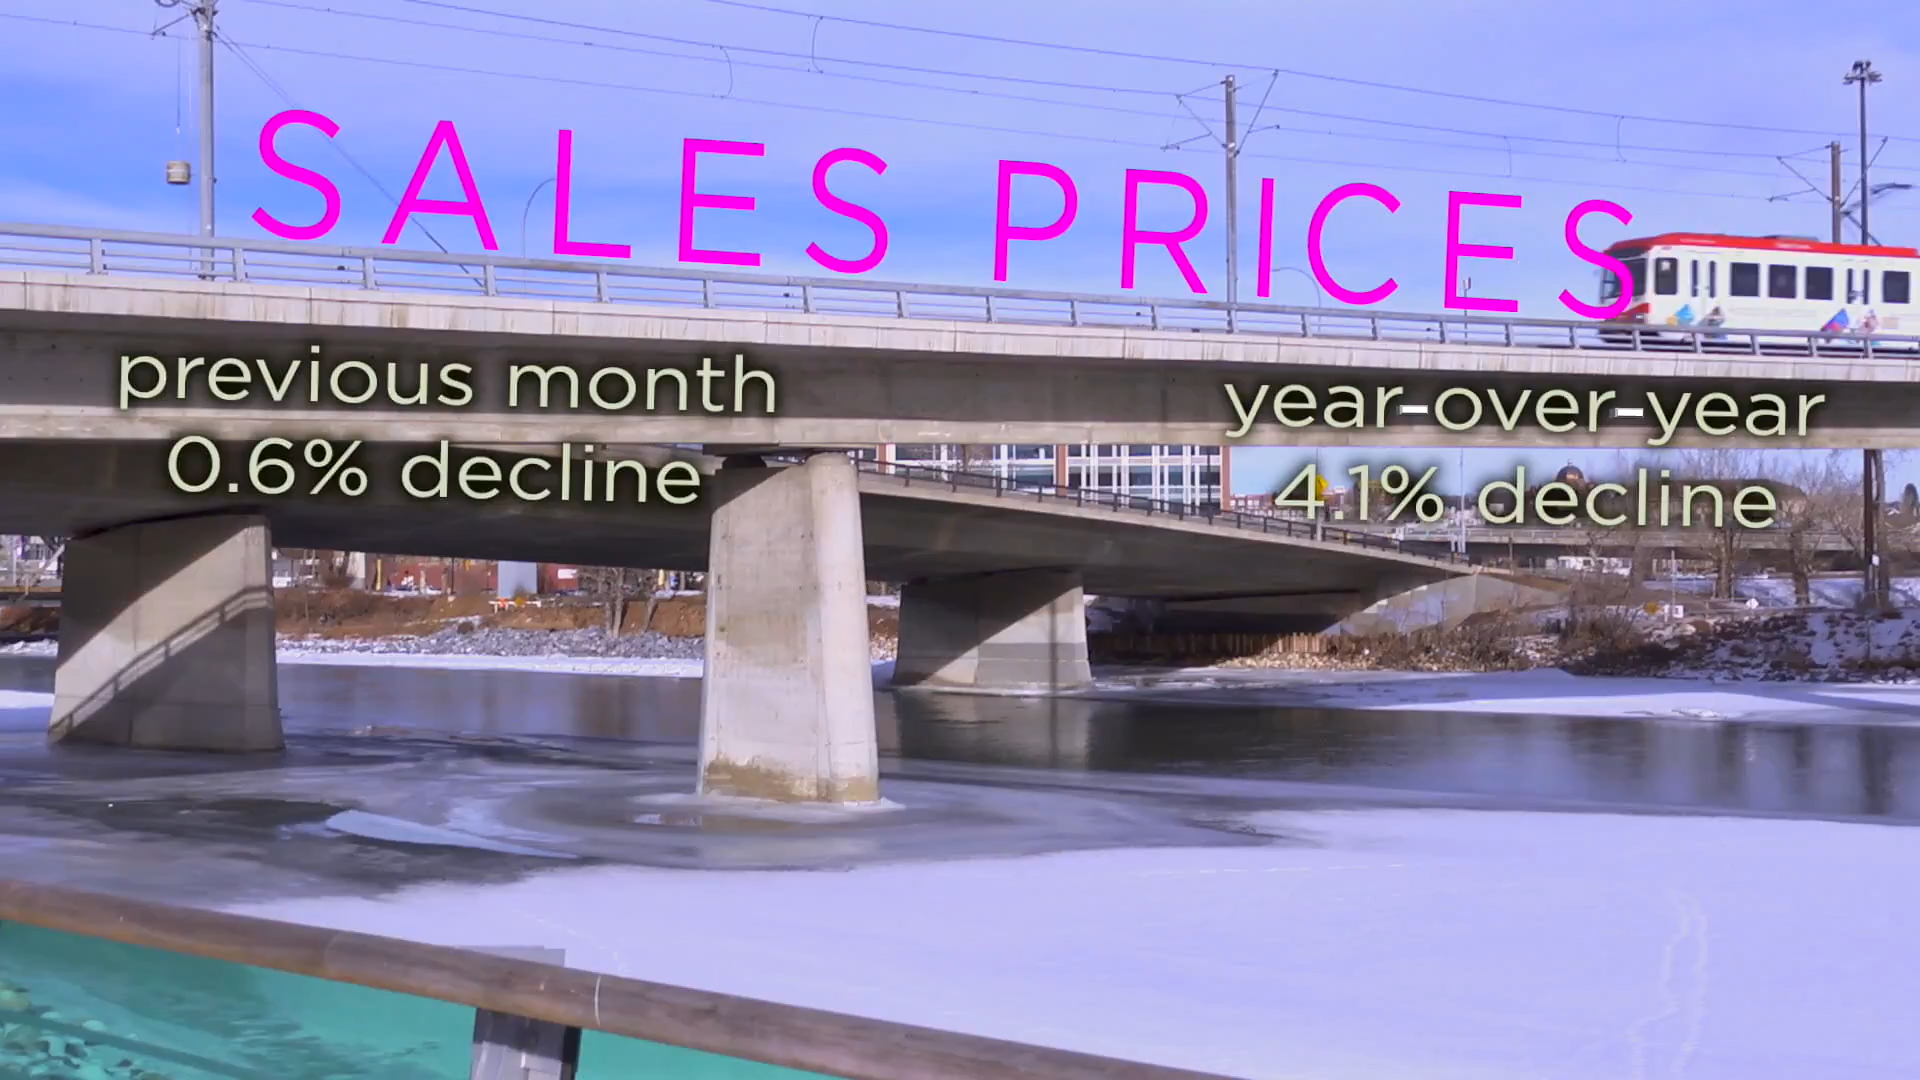 SALES PRICES
previous month
0.6% decline
year-over-year
4.1% decline